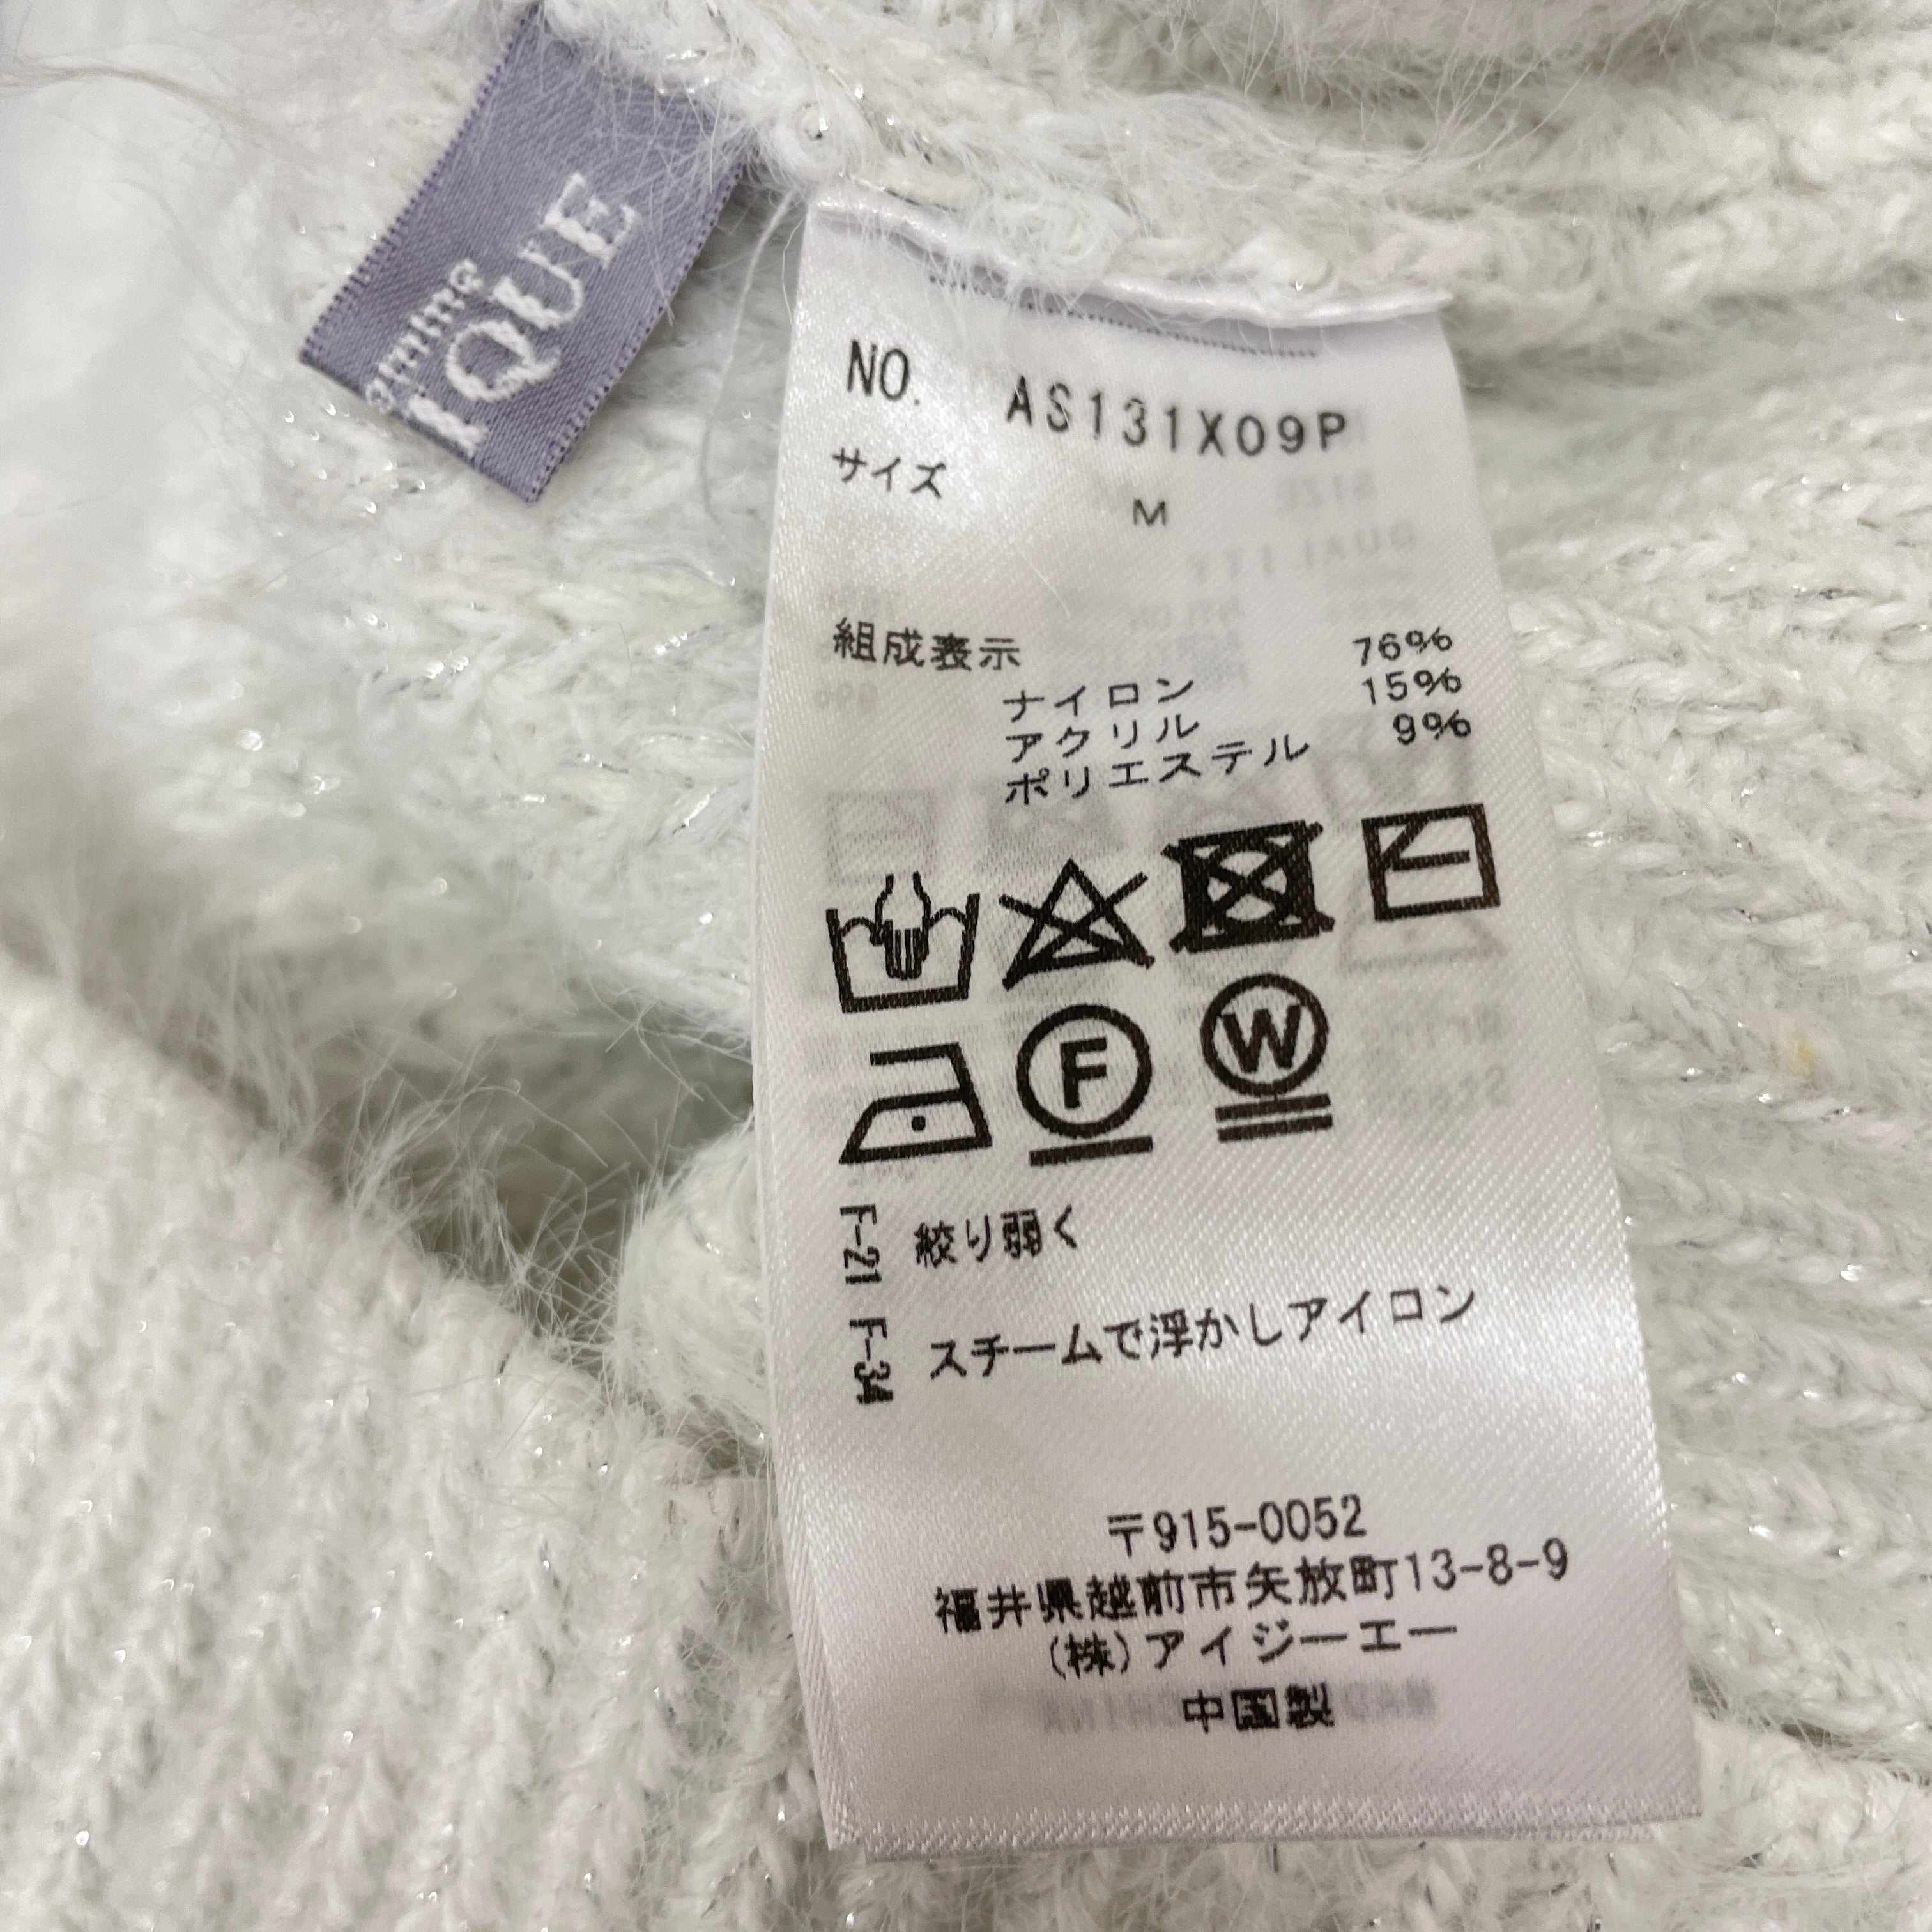 IQUE
NO. AS131X09P
サイズ M
組成表示
ナイロン 76%
アクリル 15%
ポリエステル 9%
F
W
F-21 絞り弱く
F-34 スチームで浮かしアイロン
〒915-0052
福井県越前市矢放町13-8-9
(株)アイジーエー
中国製